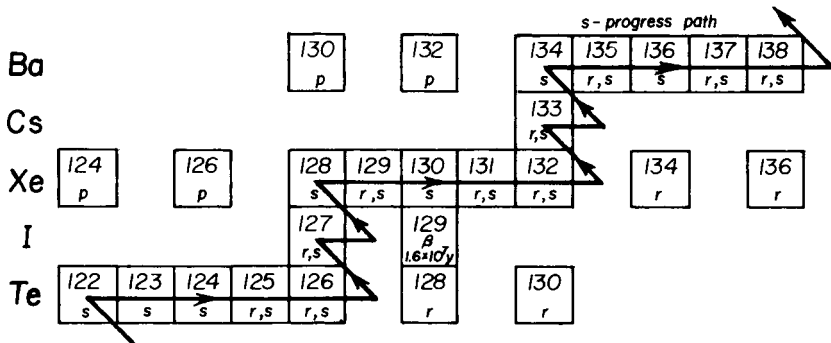 s-progress path
Ba 130 132 134 135 136 137 138
p p s r,s s r,s r,s
Cs 133
r,s
Xe 124 126 128 129 130 131 132 134 136
p p s r,s s r,s r,s r r
I 127 129
r,s β
1.6×10⁷y
Te 122 123 124 125 126 128 130
s s s r,s r,s r r